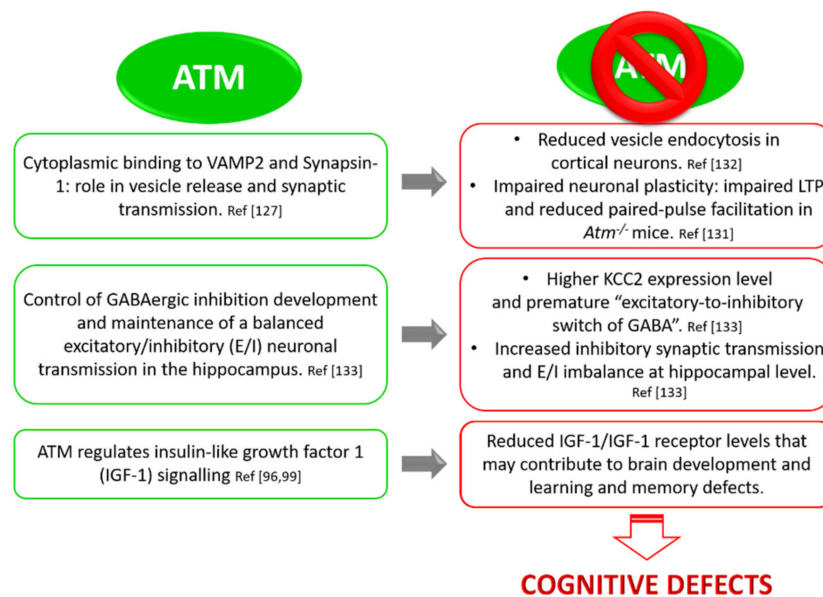 ATM
ATM
Cytoplasmic binding to VAMP2 and Synapsin-
1: role in vesicle release and synaptic
transmission. Ref [127]
• Reduced vesicle endocytosis in
cortical neurons. Ref [132]
• Impaired neuronal plasticity: impaired LTP
and reduced paired-pulse facilitation in
Atm-/- mice. Ref [131]
Control of GABAergic inhibition development
and maintenance of a balanced
excitatory/inhibitory (E/I) neuronal
transmission in the hippocampus. Ref [133]
• Higher KCC2 expression level
and premature “excitatory-to-inhibitory
switch of GABA”. Ref [133]
• Increased inhibitory synaptic transmission
and E/I imbalance at hippocampal level.
Ref [133]
ATM regulates insulin-like growth factor 1
(IGF-1) signalling Ref [96,99]
Reduced IGF-1/IGF-1 receptor levels that
may contribute to brain development and
learning and memory defects.
COGNITIVE DEFECTS